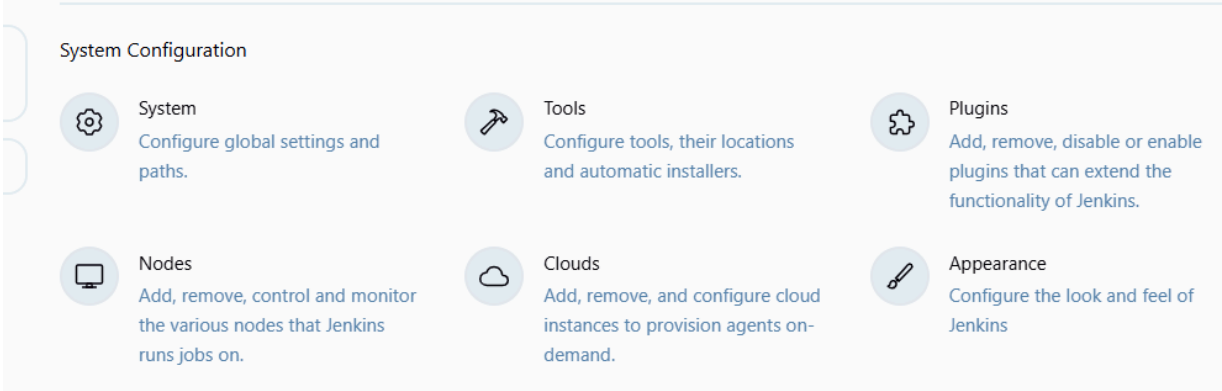 System Configuration
System
Configure global settings and
paths.
Tools
Configure tools, their locations
and automatic installers.
Plugins
Add, remove, disable or enable
plugins that can extend the
functionality of Jenkins.
Nodes
Add, remove, control and monitor
the various nodes that Jenkins
runs jobs on.
Clouds
Add, remove, and configure cloud
instances to provision agents on-
demand.
Appearance
Configure the look and feel of
Jenkins